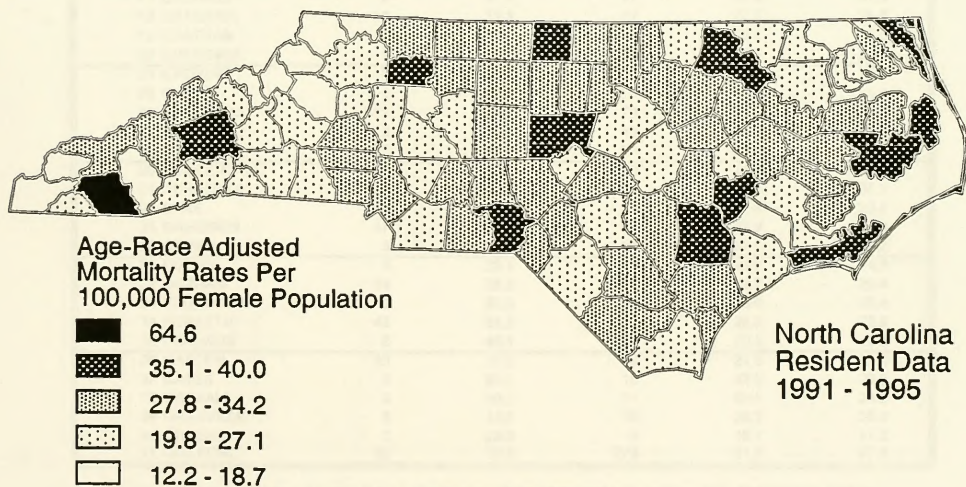 Age-Race Adjusted
Mortality Rates Per
100,000 Female Population
64.6
35.1 - 40.0
27.8 - 34.2
19.8 - 27.1
12.2 - 18.7
North Carolina
Resident Data
1991 - 1995